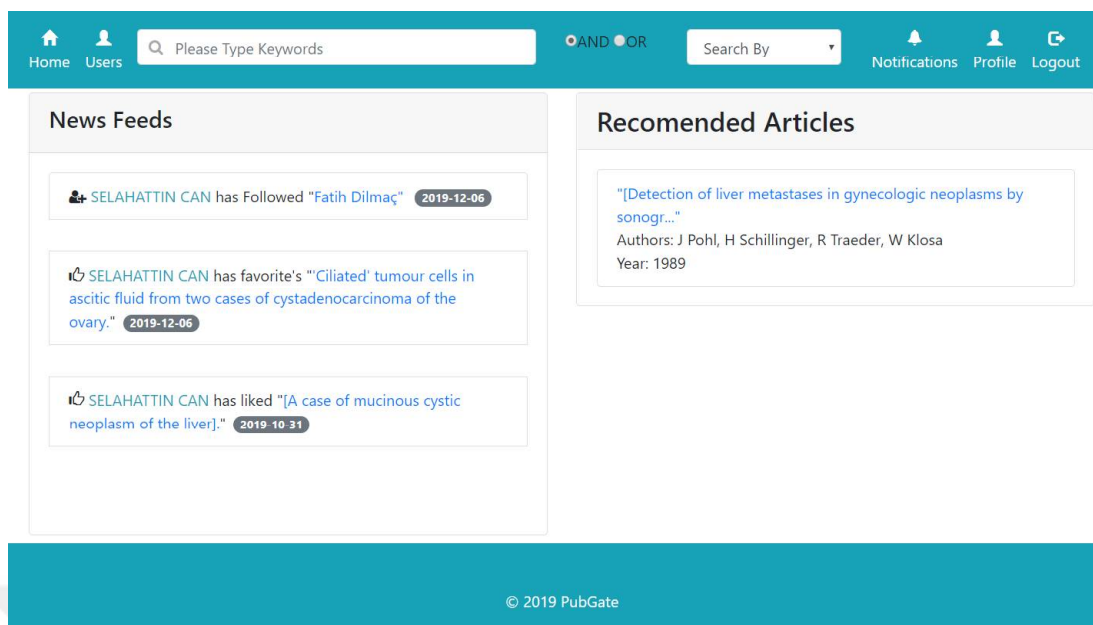 Home
Users
Please Type Keywords
AND OR
Search By
Notifications
Profile
Logout
News Feeds
SELAHATTIN CAN has Followed "Fatih Dilmaç" 2019-12-06
SELAHATTIN CAN has favorite's "'Ciliated' tumour cells in
ascitic fluid from two cases of cystadenocarcinoma of the
ovary." 2019-12-06
SELAHATTIN CAN has liked "[A case of mucinous cystic
neoplasm of the liver]." 2019-10-31
Recomended Articles
"[Detection of liver metastases in gynecologic neoplasms by
sonogr..."
Authors: J Pohl, H Schillinger, R Traeder, W Klosa
Year: 1989
© 2019 PubGate